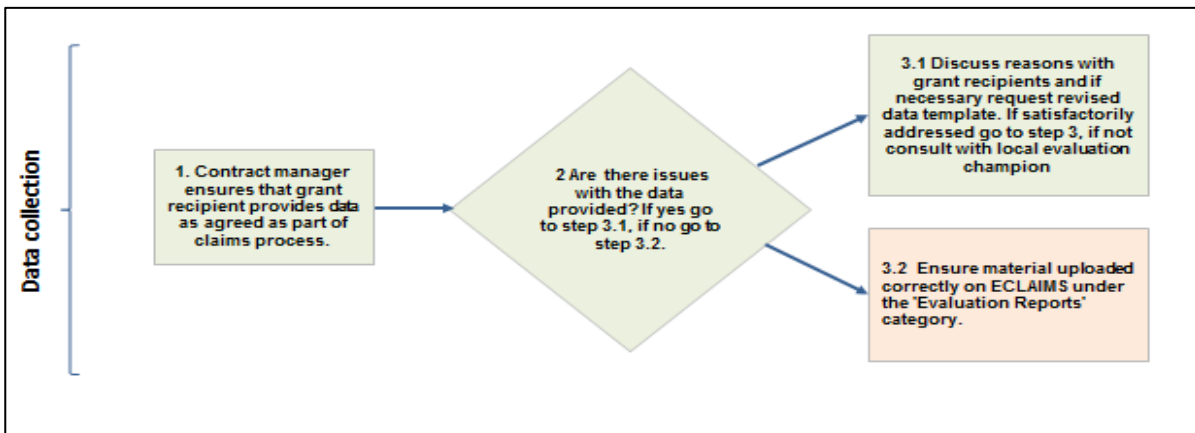 Data collection
1. Contract manager
ensures that grant
recipient provides data
as agreed as part of
claims process.
2 Are there issues
with the data
provided? If yes go
to step 3.1, if no go to
step 3.2.
3.1 Discuss reasons with
grant recipients and if
necessary request revised
data template. If satisfactorily
addressed go to step 3, if not
consult with local evaluation
champion
3.2 Ensure material uploaded
correctly on ECLAIMS under
the 'Evaluation Reports'
category.